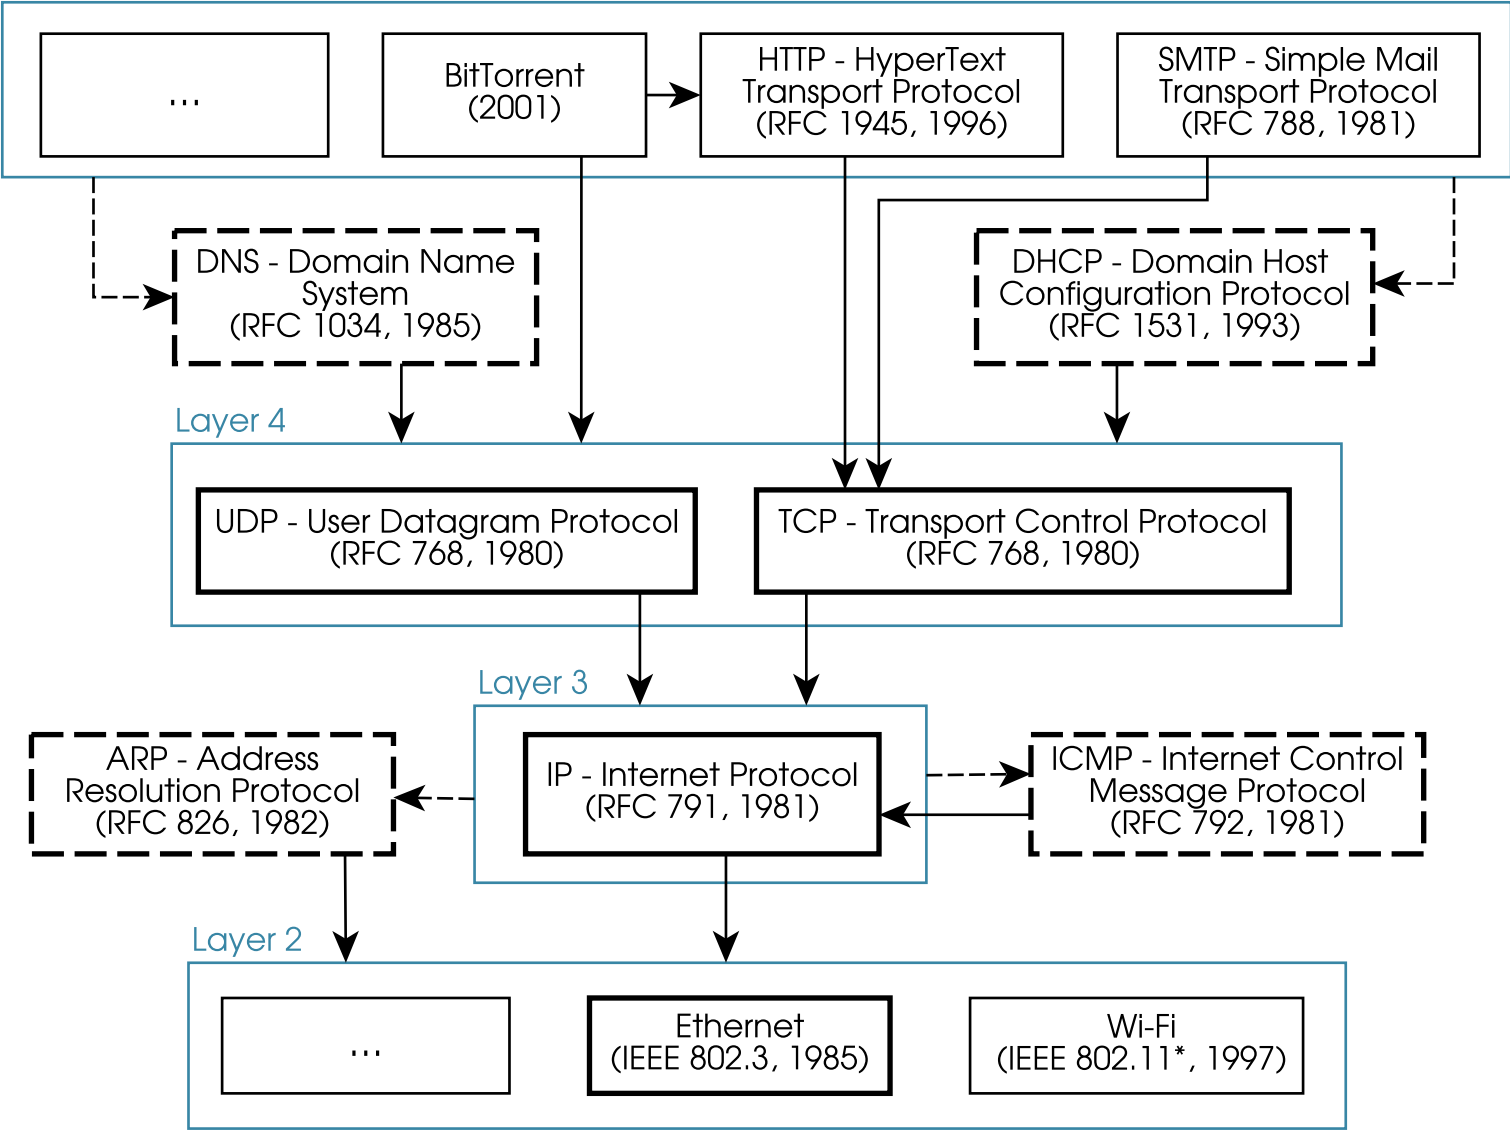 ...
BitTorrent
(2001)
HTTP - HyperText
Transport Protocol
(RFC 1945, 1996)
SMTP - Simple Mail
Transport Protocol
(RFC 788, 1981)
DNS - Domain Name
System
(RFC 1034, 1985)
DHCP - Domain Host
Configuration Protocol
(RFC 1531, 1993)
Layer 4
UDP - User Datagram Protocol
(RFC 768, 1980)
TCP - Transport Control Protocol
(RFC 768, 1980)
Layer 3
ARP - Address
Resolution Protocol
(RFC 826, 1982)
IP - Internet Protocol
(RFC 791, 1981)
ICMP - Internet Control
Message Protocol
(RFC 792, 1981)
Layer 2
...
Ethernet
(IEEE 802.3, 1985)
Wi-Fi
(IEEE 802.11*, 1997)